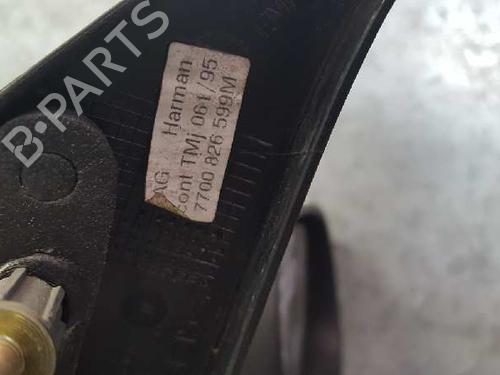 B-PARTS
AG Harman
cont TMj 061/95
7700 826 599M